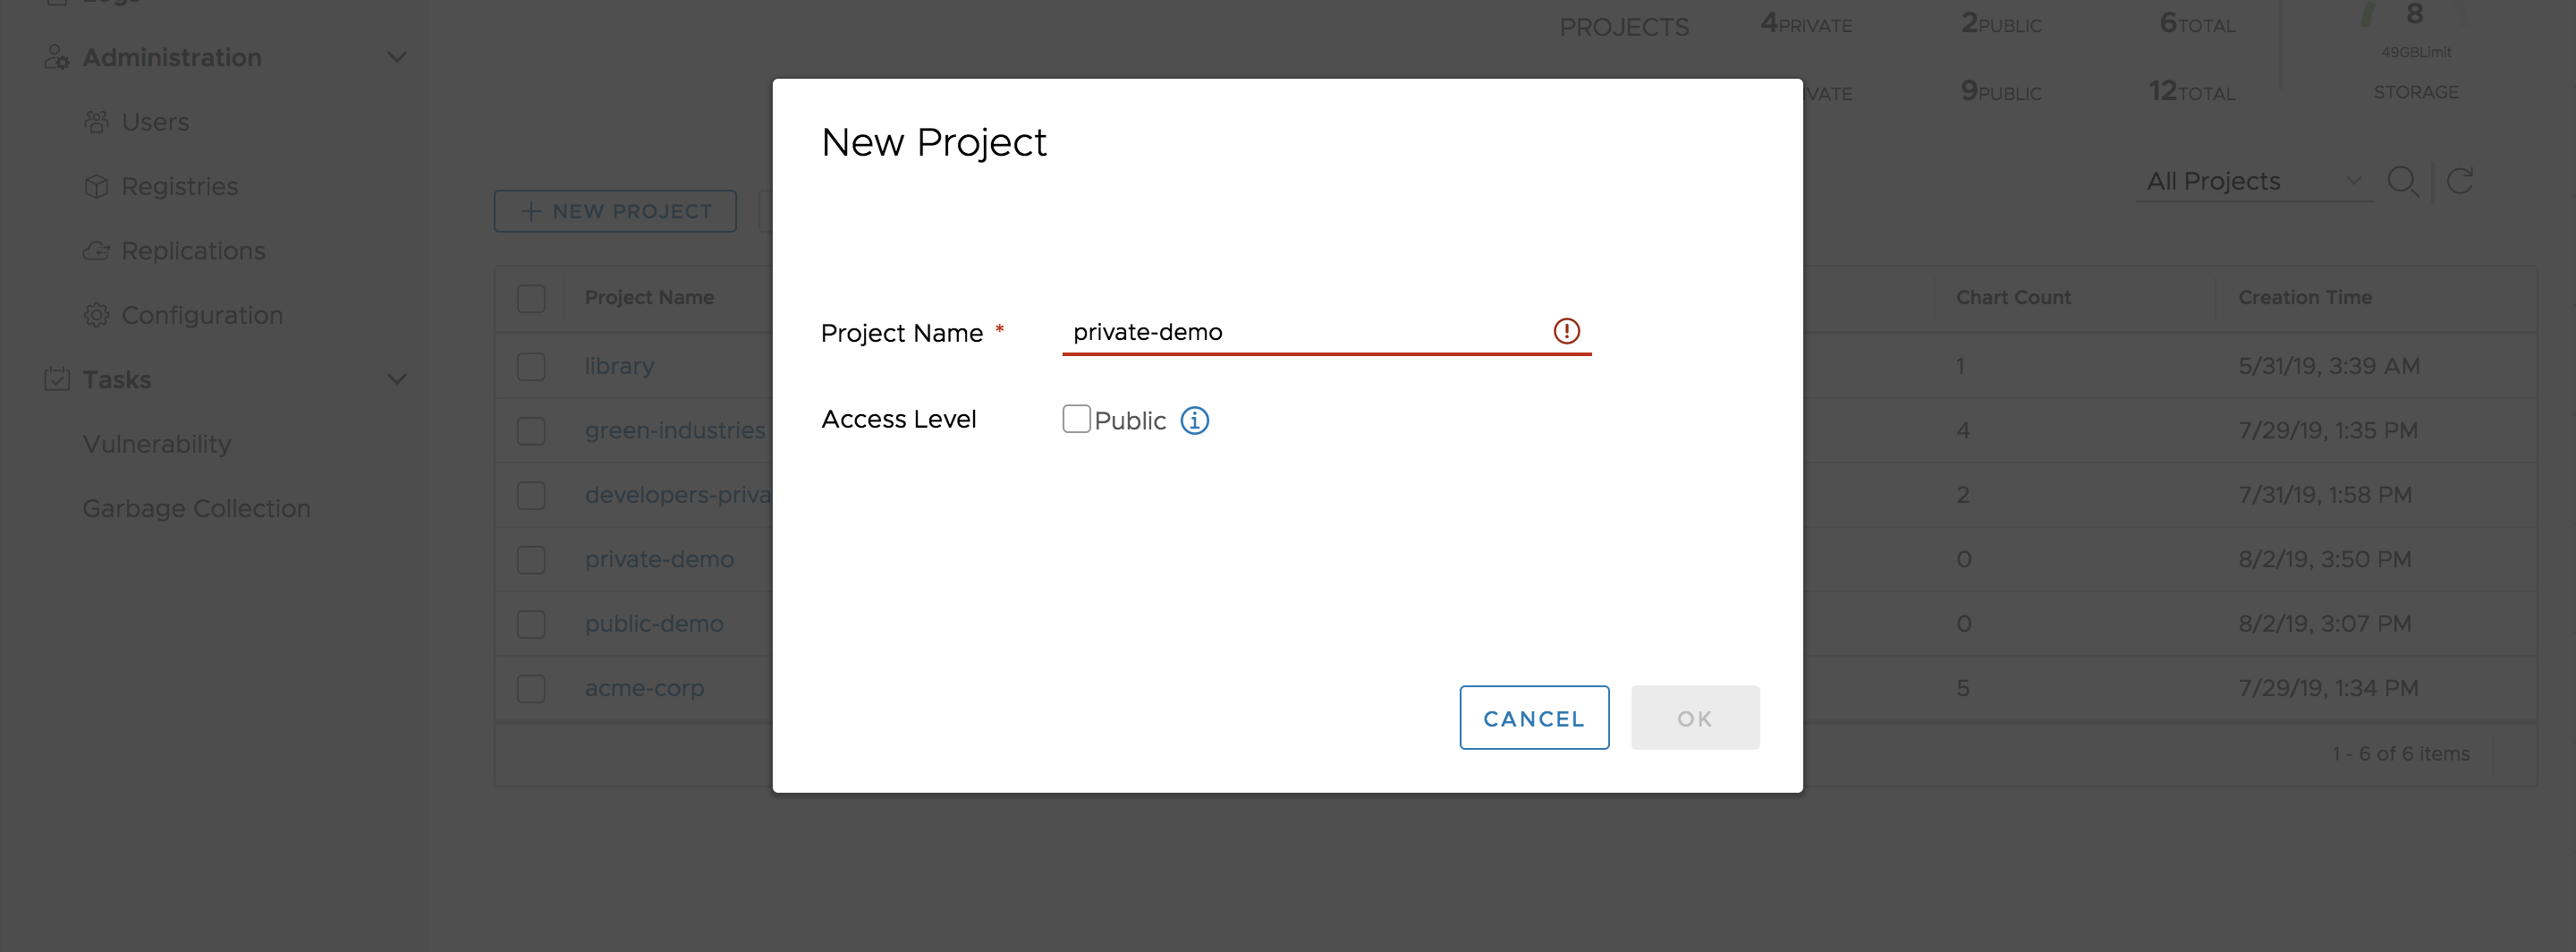 Logs
Administration
Users
Registries
Replications
Configuration
Tasks
Vulnerability
Garbage Collection
PROJECTS 4PRIVATE 2PUBLIC 6TOTAL
8
49GBLimit
VATE 9PUBLIC 12TOTAL
STORAGE
+ NEW PROJECT
All Projects
Project Name Chart Count Creation Time
library 1 5/31/19, 3:39 AM
green-industries 4 7/29/19, 1:35 PM
developers-priva 2 7/31/19, 1:58 PM
private-demo 0 8/2/19, 3:50 PM
public-demo 0 8/2/19, 3:07 PM
acme-corp 5 7/29/19, 1:34 PM
1 - 6 of 6 items
New Project
Project Name * private-demo
Access Level Public
CANCEL OK